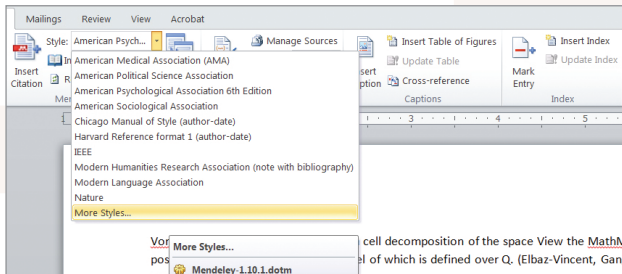 Mailings Review View Acrobat
Style: American Psych... Manage Sources Insert Table of Figures Insert Index
Update Table Update Index
Insert Citation
Cross-reference
Mark Entry
Captions Index
American Medical Association (AMA)
American Political Science Association
American Psychological Association 6th Edition
American Sociological Association
Chicago Manual of Style (author-date)
Harvard Reference format 1 (author-date)
IEEE
Modern Humanities Research Association (note with bibliography)
Modern Language Association
Nature
More Styles...
3 4 5
cell decomposition of the space View the MathM
More Styles...
el of which is defined over Q. (Elbaz-Vincent, Gan
Mendeley-1.10.1.dotm